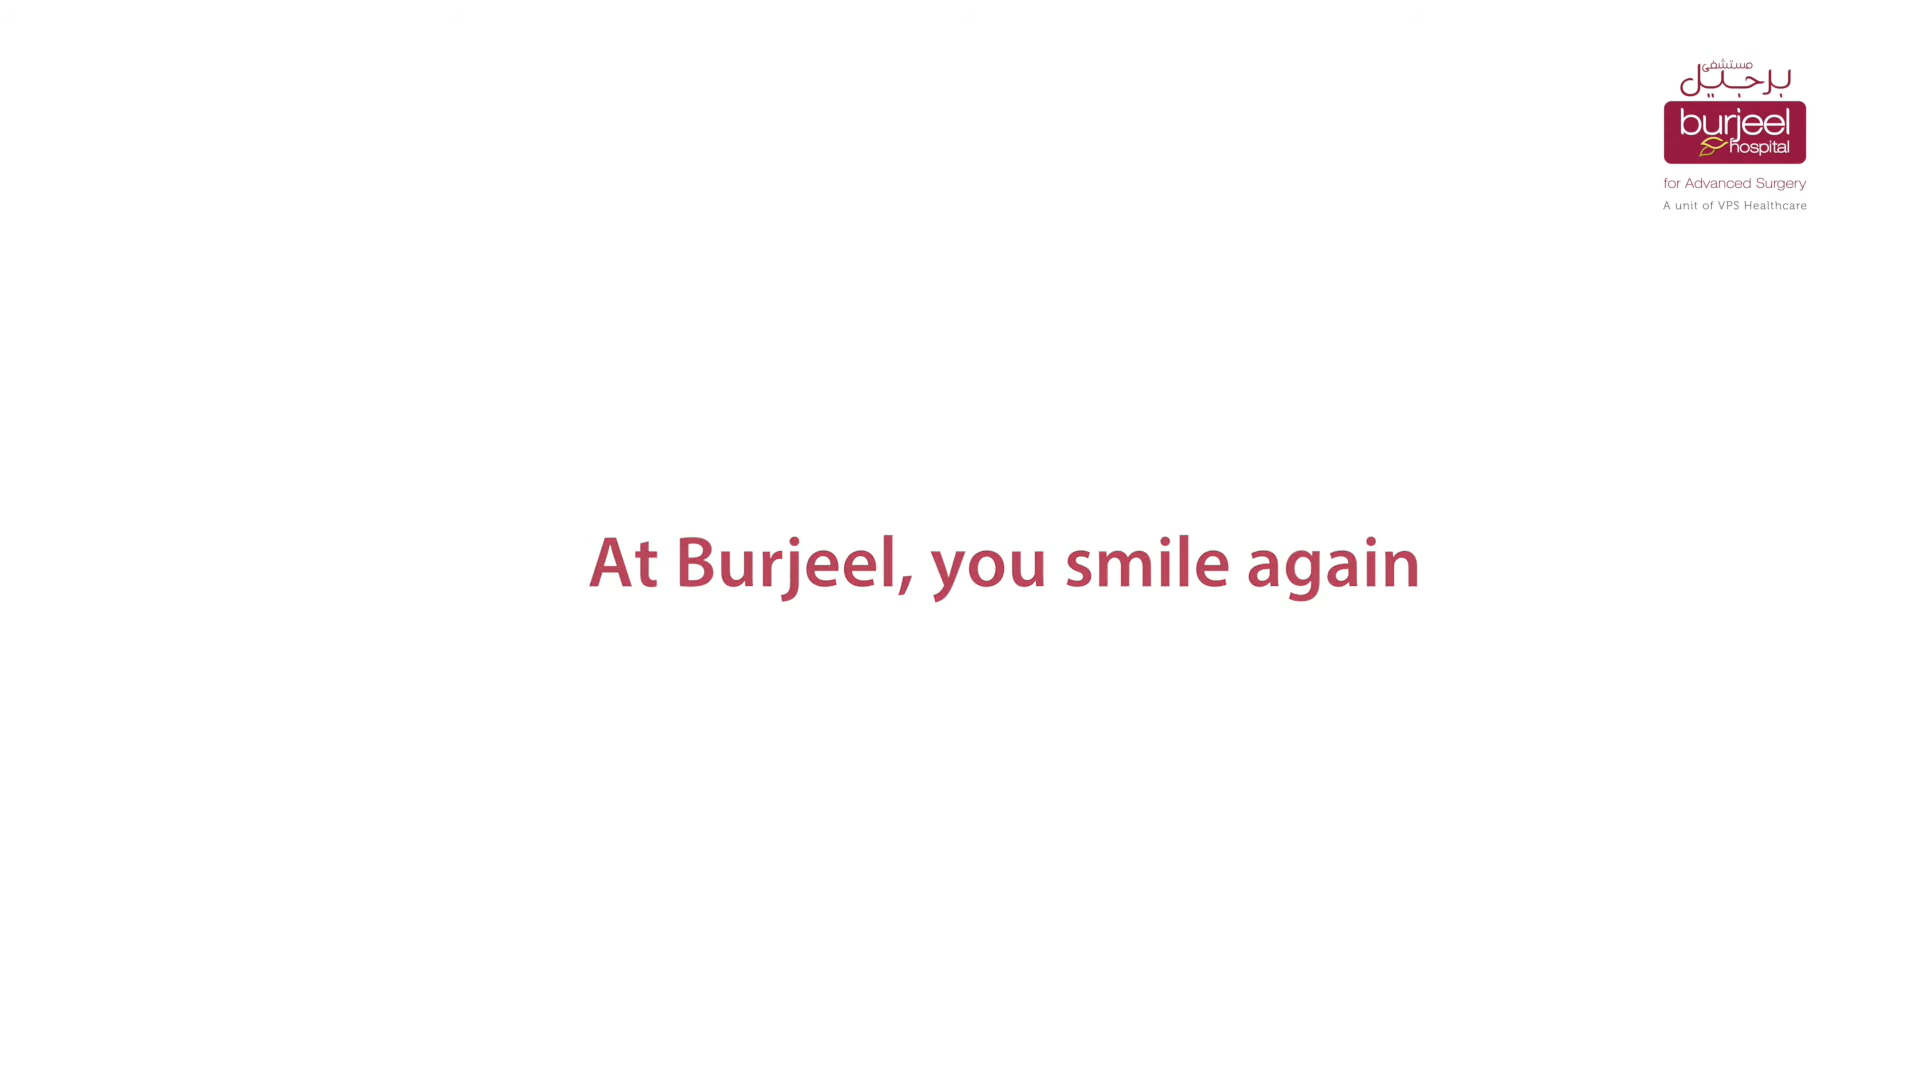 مستشفى
برجيل
burjeel
hospital
for Advanced Surgery
A unit of VPS Healthcare
At Burjeel, you smile again